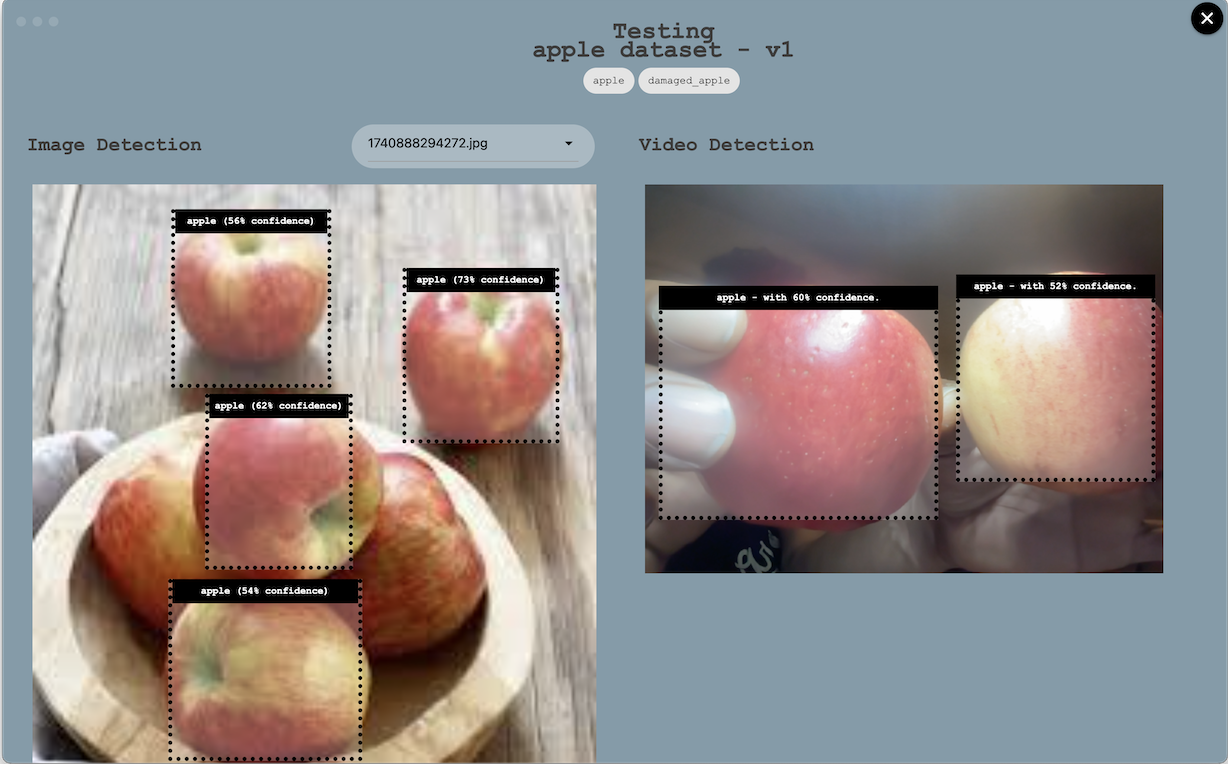 Testing
apple dataset - v1
apple
damaged_apple
Image Detection
1740888294272.jpg
Video Detection
apple (56% confidence)
apple (73% confidence)
apple (62% confidence)
apple (54% confidence)
apple - with 60% confidence.
apple - with 52% confidence.